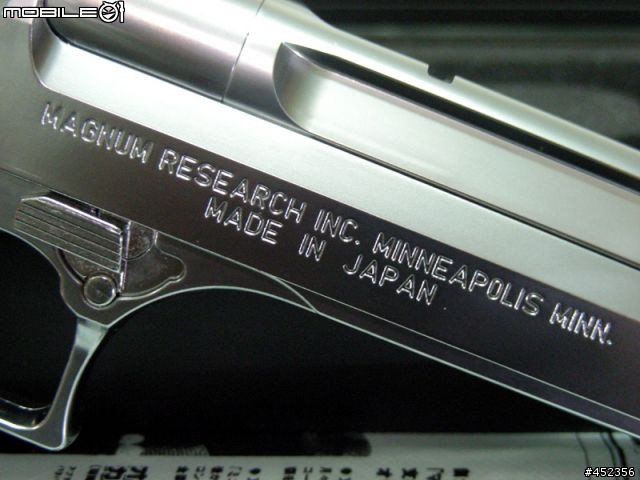 MOBILE01
MAGNUM RESEARCH INC. MINNEAPOLIS MINN.
MADE IN JAPAN
#452356